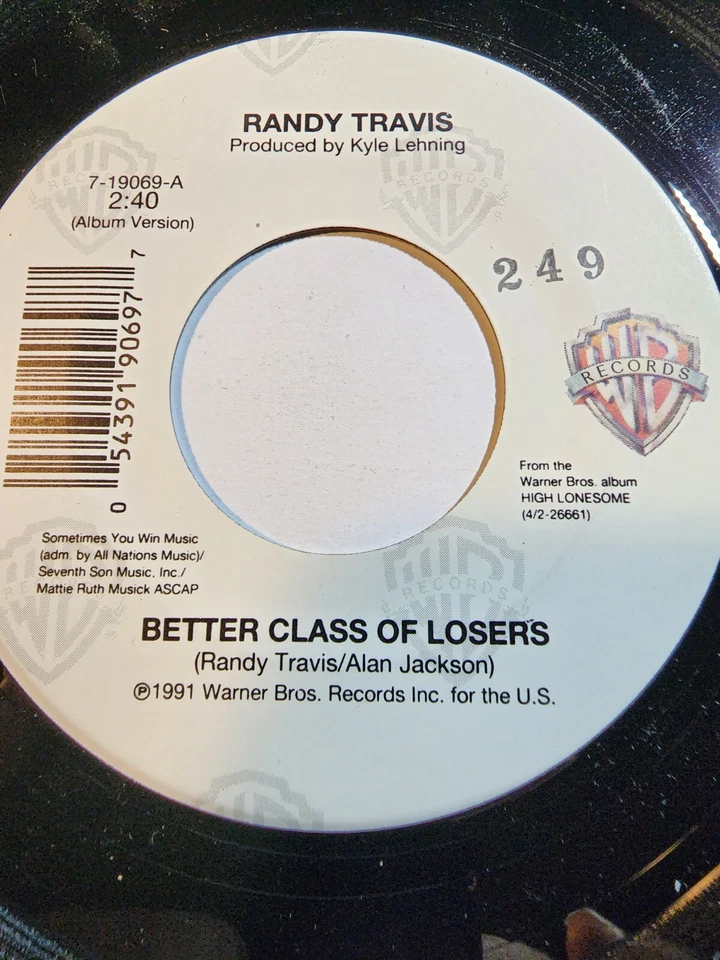 RANDY TRAVIS
Produced by Kyle Lehning
7-19069-A
2:40
(Album Version)
249
0 54391 90697 7
WB
RECORDS
From the
Warner Bros. album
HIGH LONESOME
(4/2-26661)
Sometimes You Win Music
(adm. by All Nations Music)/
Seventh Son Music, Inc./
Mattie Ruth Musick ASCAP
BETTER CLASS OF LOSERS
(Randy Travis/Alan Jackson)
℗1991 Warner Bros. Records Inc. for the U.S.